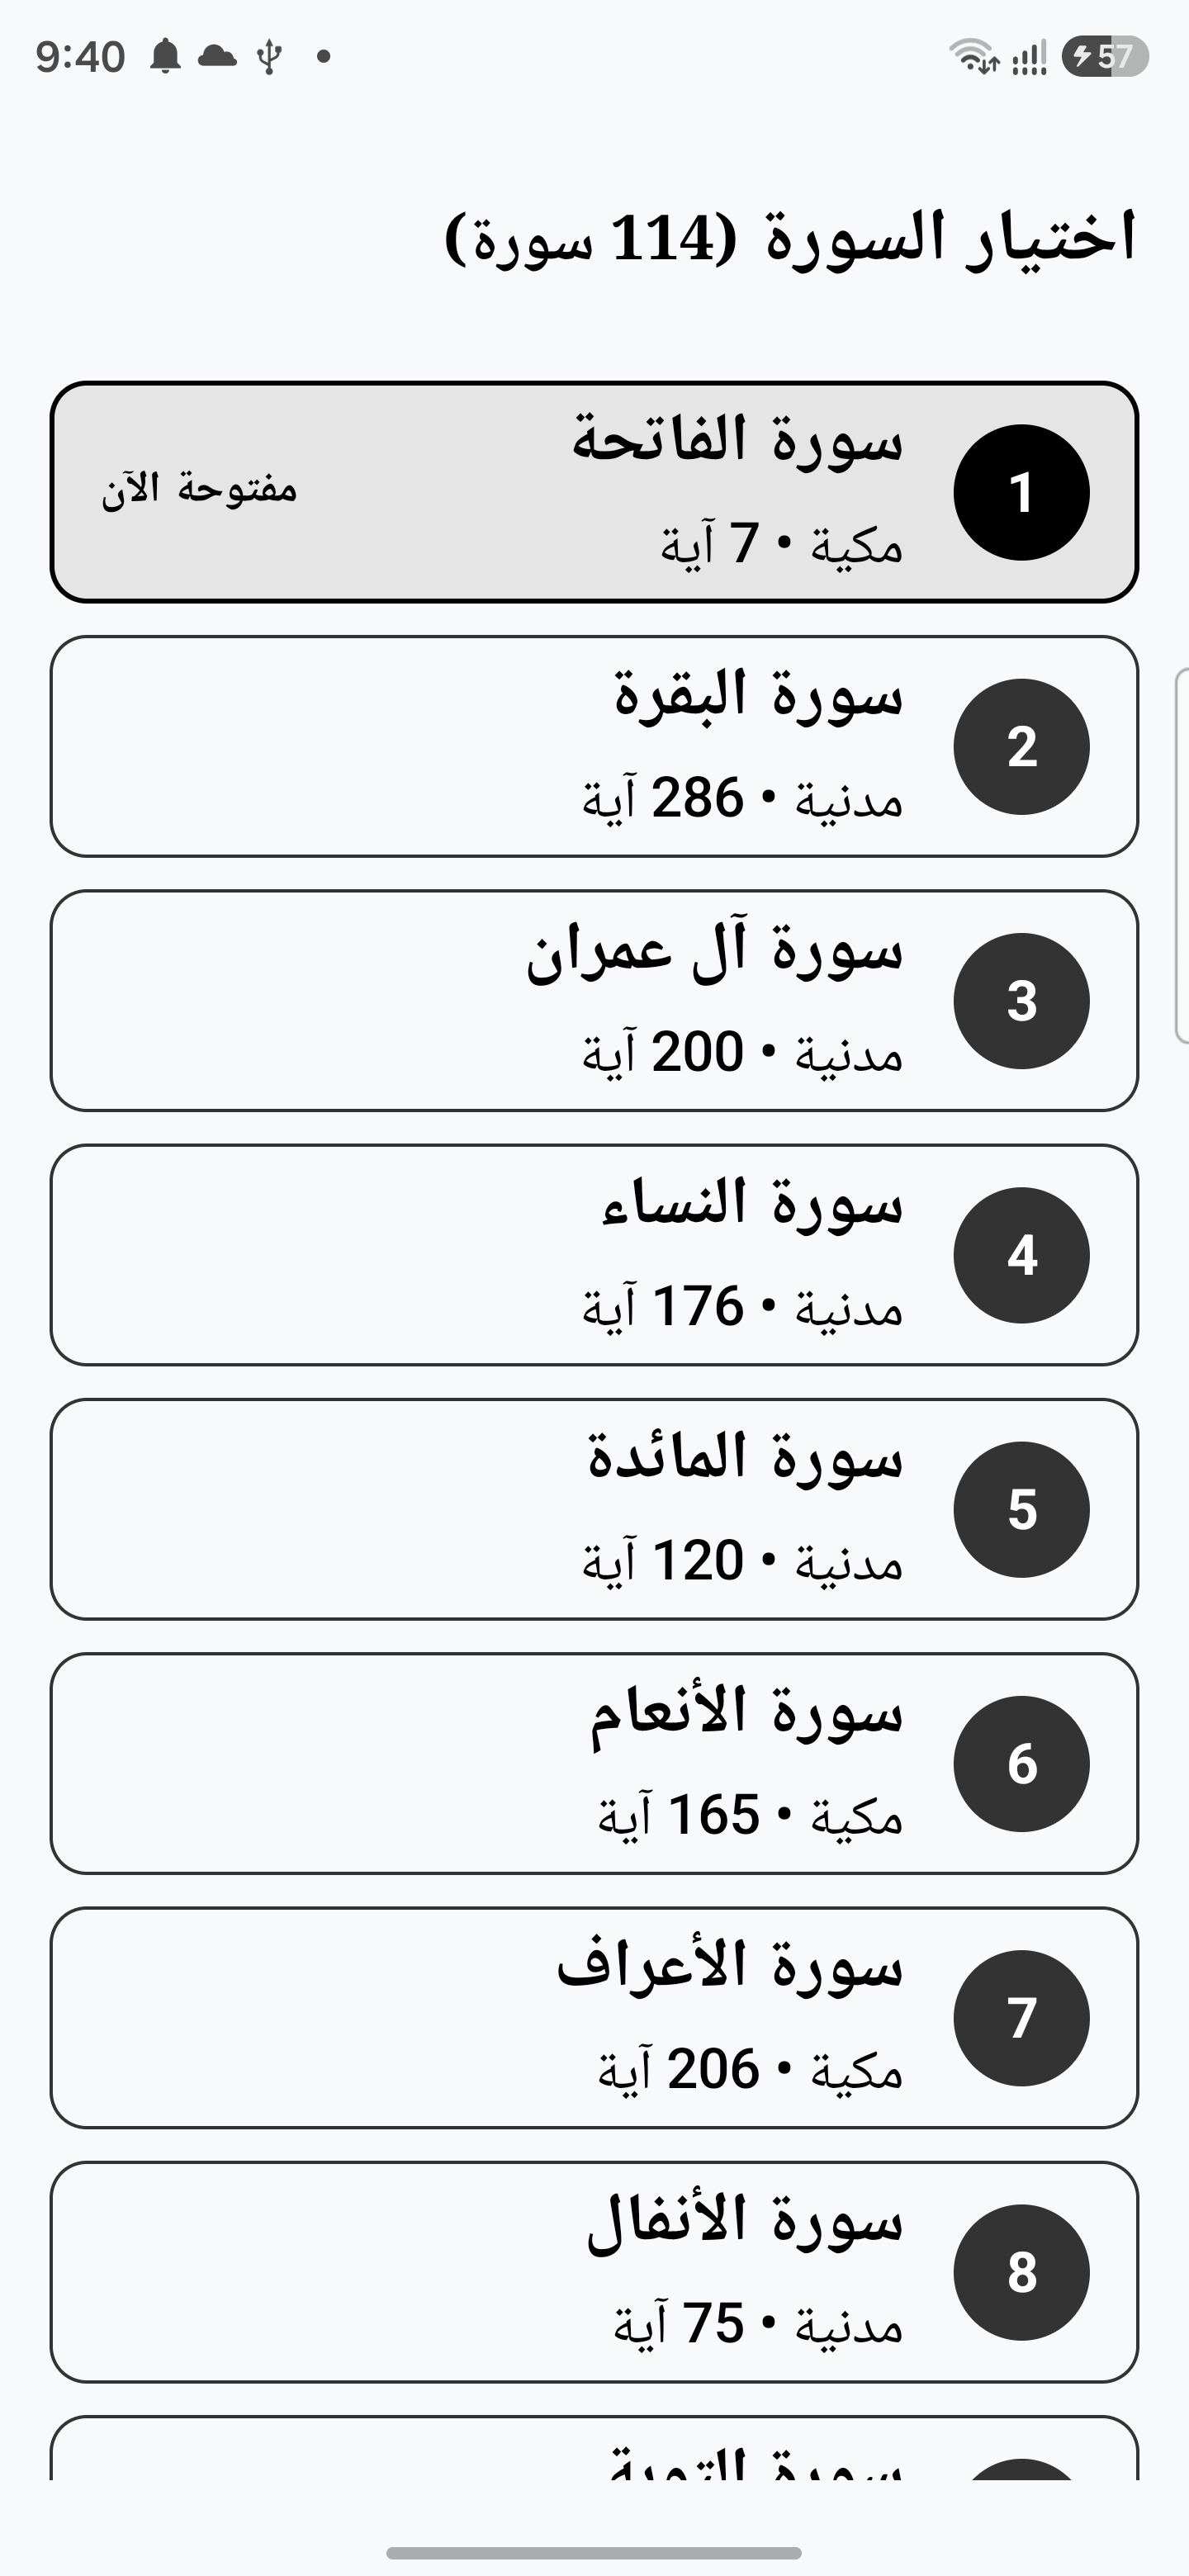 9:40
57
اختيار السورة (114 سورة)
1
سورة الفاتحة
مكية • 7 آية
مفتوحة الآن
2
سورة البقرة
مدنية • 286 آية
3
سورة آل عمران
مدنية • 200 آية
4
سورة النساء
مدنية • 176 آية
5
سورة المائدة
مدنية • 120 آية
6
سورة الأنعام
مكية • 165 آية
7
سورة الأعراف
مكية • 206 آية
8
سورة الأنفال
مدنية • 75 آية
سورة التوبة